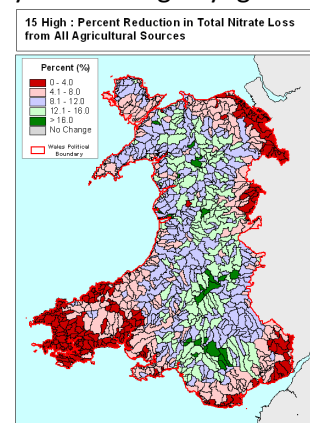 15 High : Percent Reduction in Total Nitrate Loss
from All Agricultural Sources
Percent (%)
0 - 4.0
4.1 - 8.0
8.1 - 12.0
12.1 - 16.0
> 16.0
No Change
Wales Political
Boundary